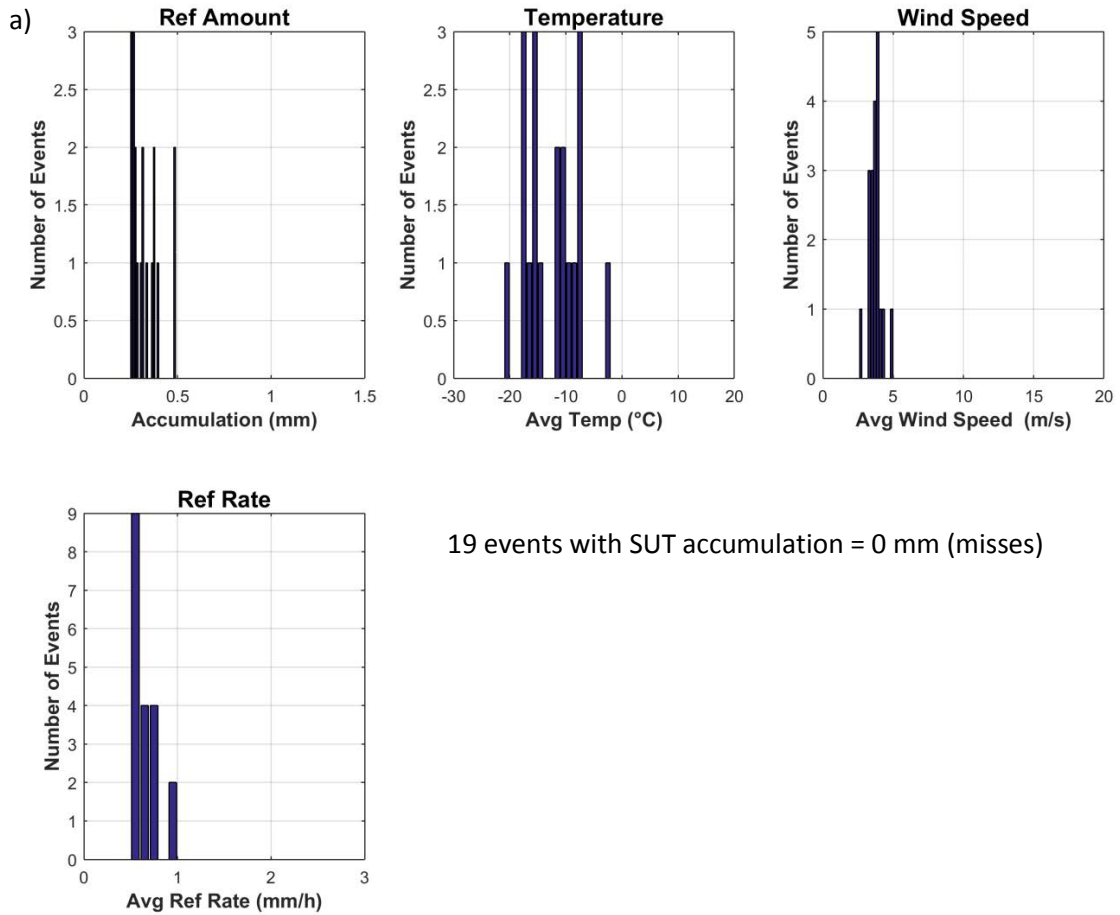 a)
Ref Amount
Number of Events
3
2.5
2
1.5
1
0.5
0
0 0.5 1 1.5
Accumulation (mm)
Temperature
Number of Events
3
2.5
2
1.5
1
0.5
0
-30 -20 -10 0 10 20
Avg Temp (°C)
Wind Speed
Number of Events
5
4
3
2
1
0
0 5 10 15 20
Avg Wind Speed (m/s)
Ref Rate
Number of Events
9
8
7
6
5
4
3
2
1
0
0 1 2 3
Avg Ref Rate (mm/h)
19 events with SUT accumulation = 0 mm (misses)